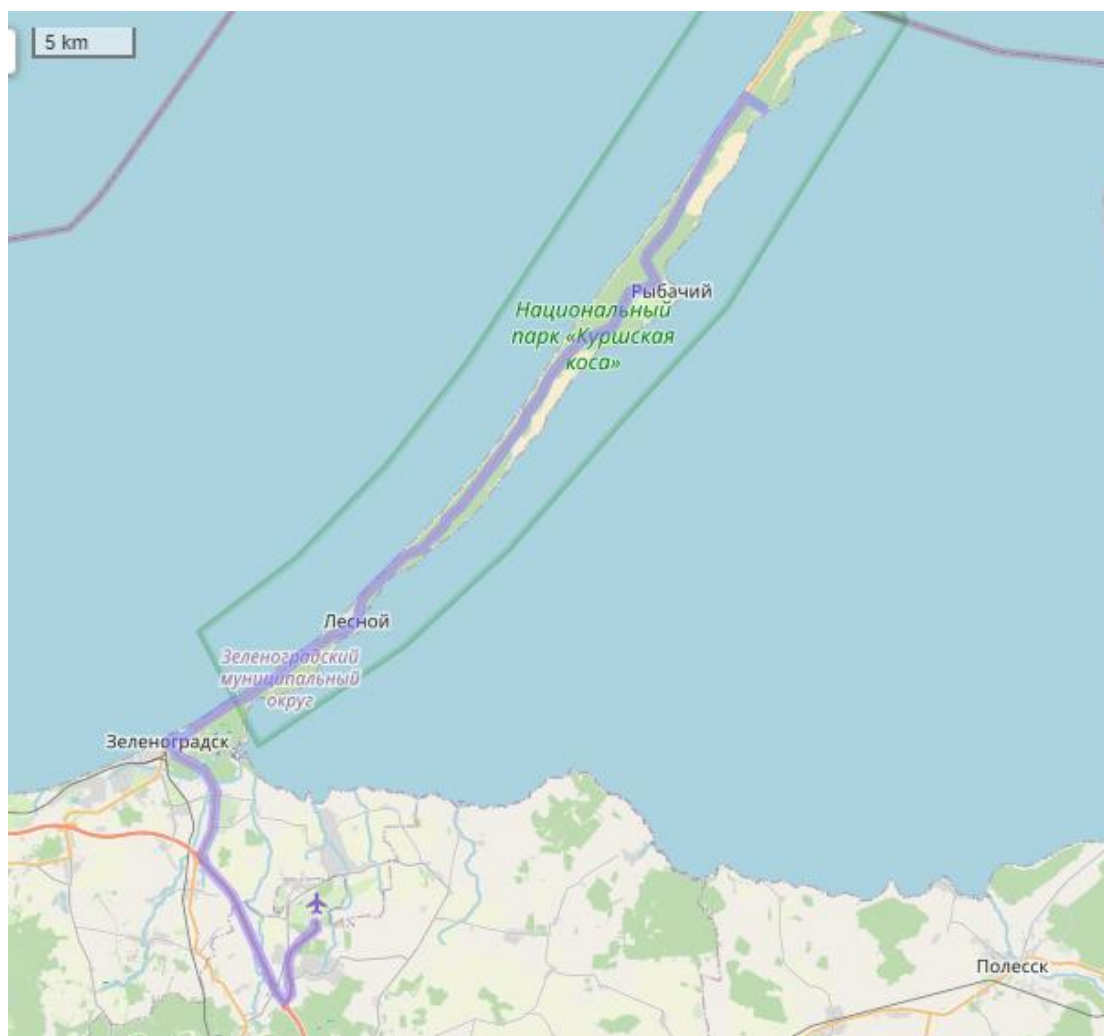 5 km
Рыбачий
Национальный
парк «Куршская
коса»
Лесной
Зеленоградский
муниципальный
округ
Зеленоградск
Полесск